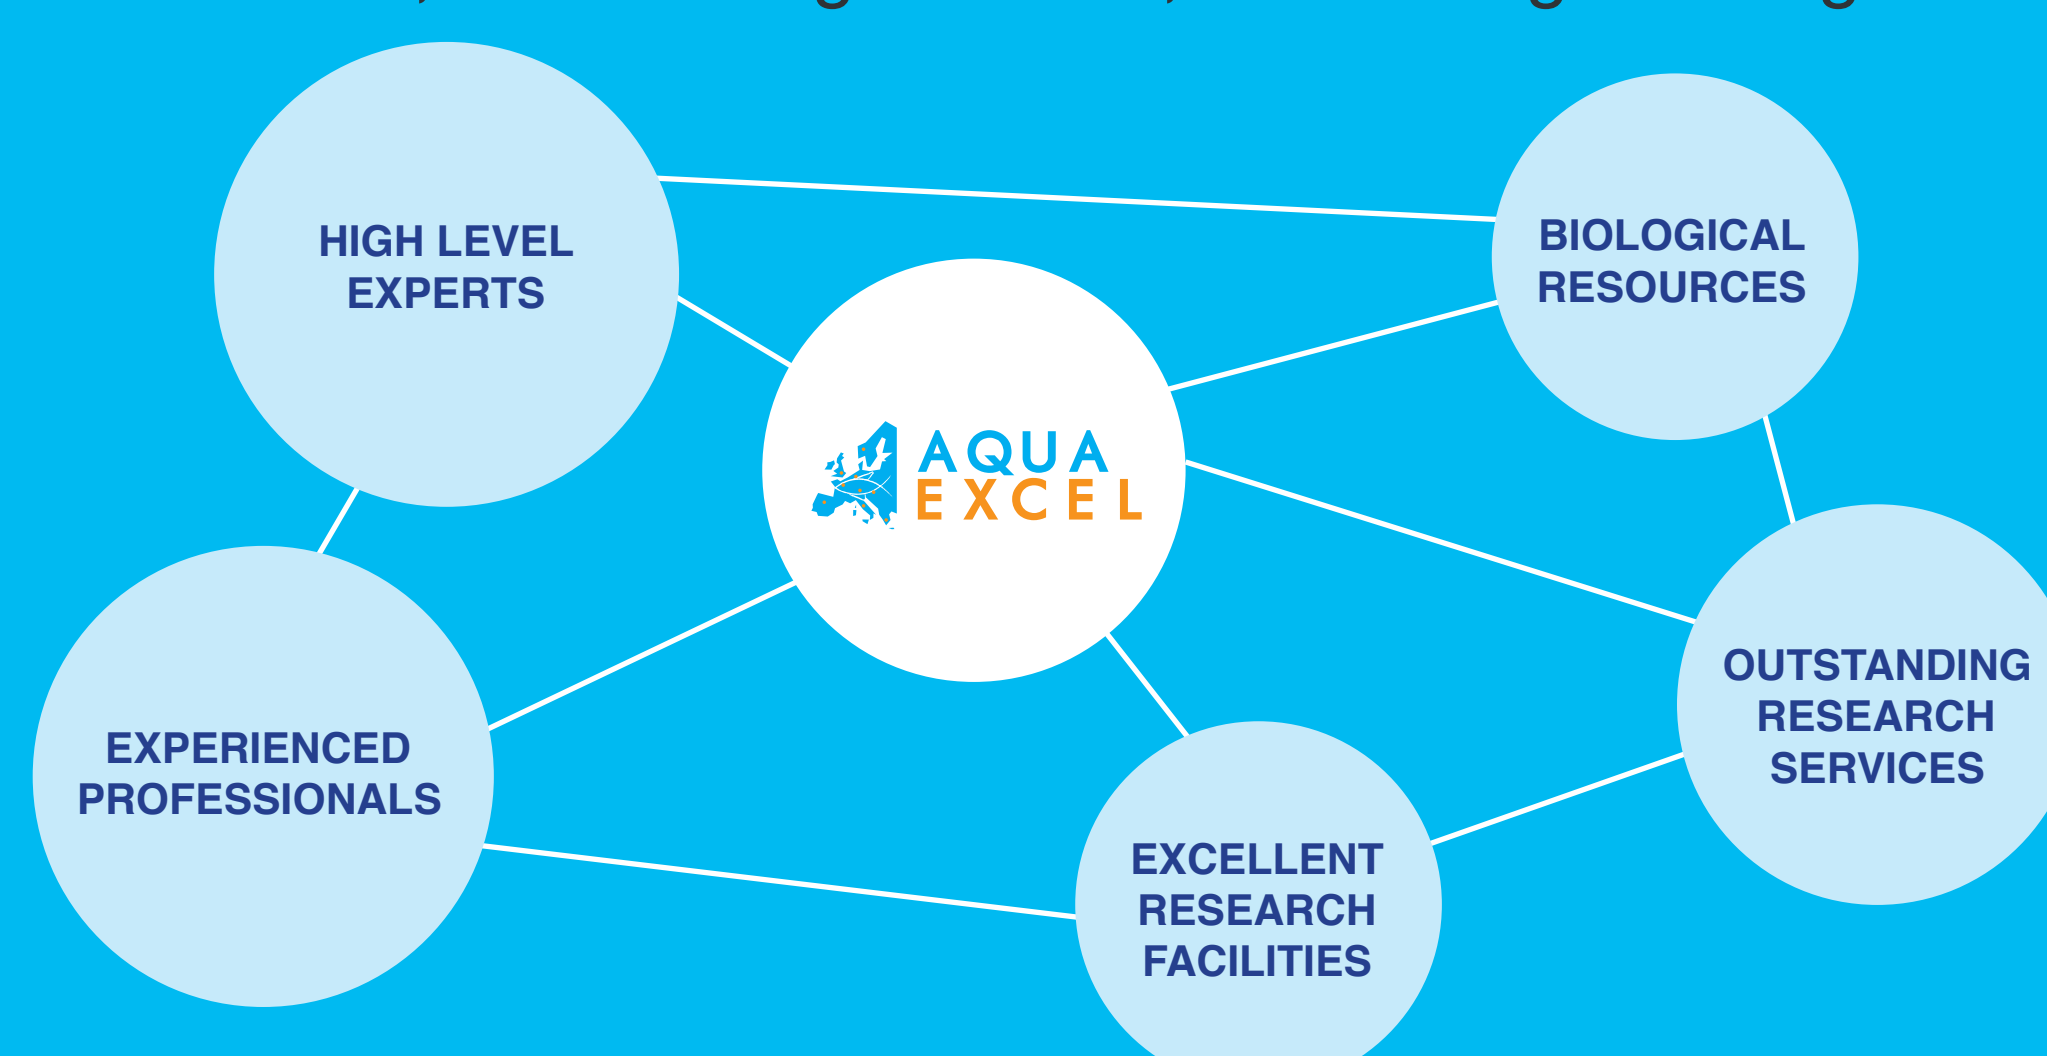 HIGH LEVEL
EXPERTS
BIOLOGICAL
RESOURCES
AQUA
EXCEL
OUTSTANDING
RESEARCH
SERVICES
EXPERIENCED
PROFESSIONALS
EXCELLENT
RESEARCH
FACILITIES